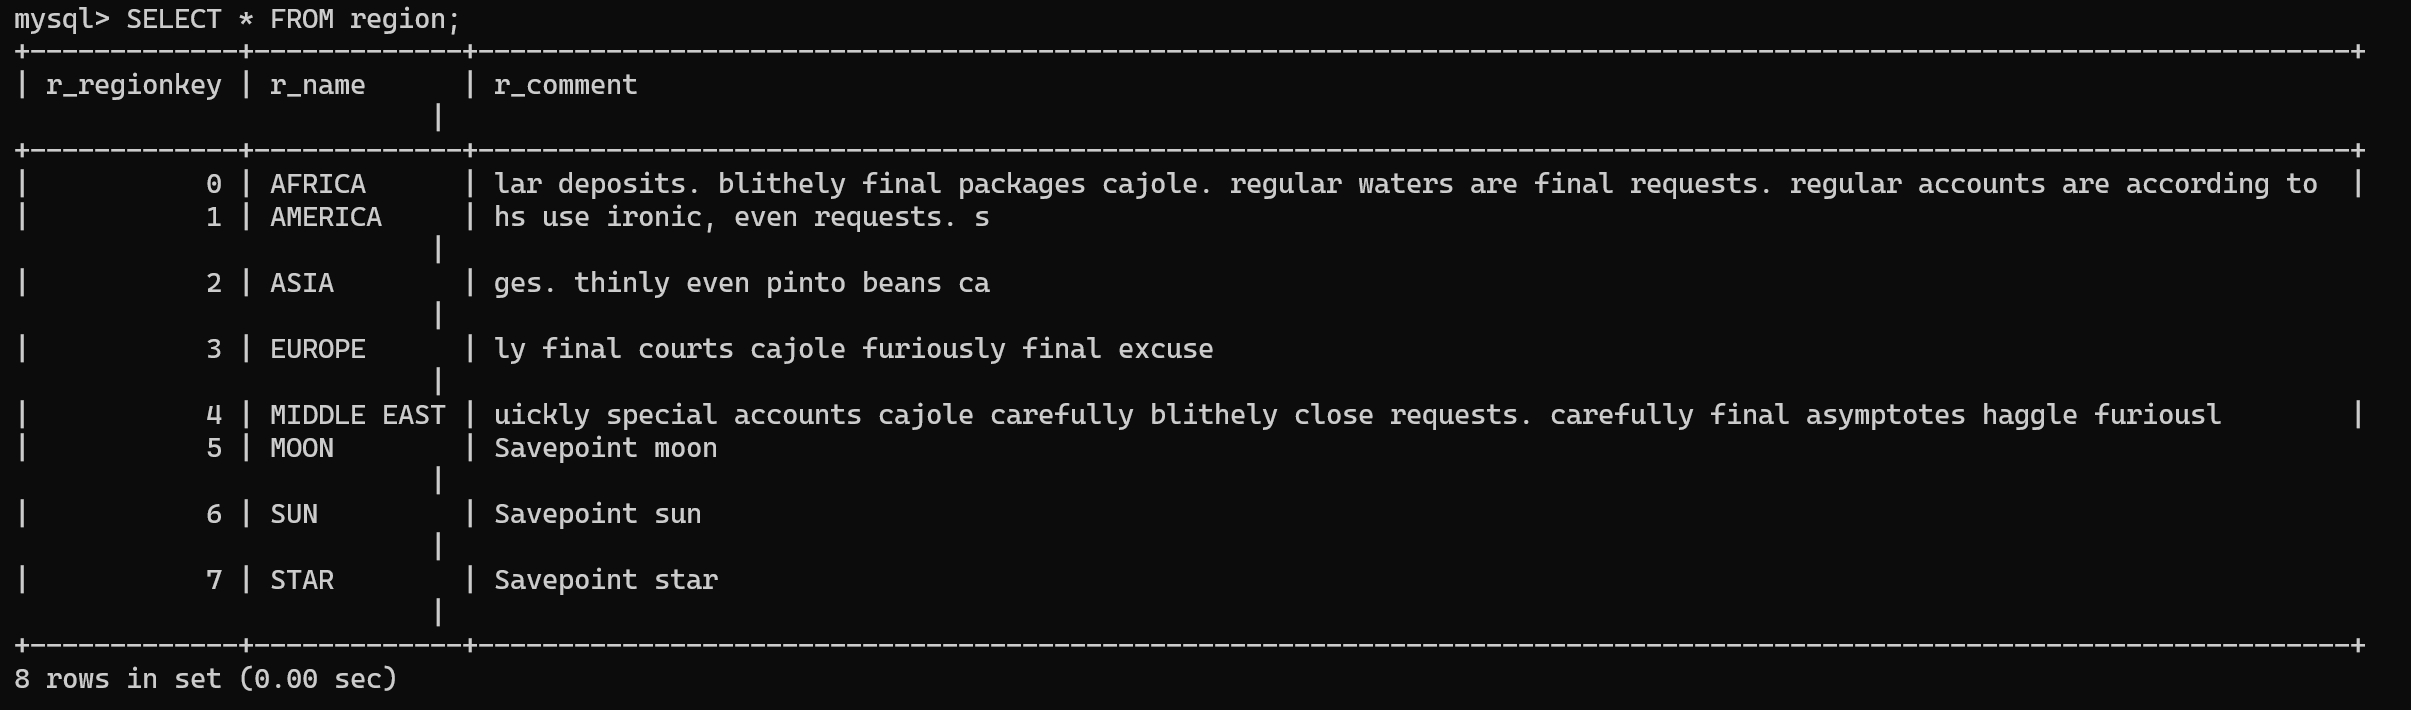 mysql> SELECT * FROM region;
+-------------+-------------+---------------------------------------------------------------------------------------------------------------------+
| r_regionkey | r_name      | r_comment
                          |
+-------------+-------------+---------------------------------------------------------------------------------------------------------------------+
|           0 | AFRICA      | lar deposits. blithely final packages cajole. regular waters are final requests. regular accounts are according to  |
|           1 | AMERICA     | hs use ironic, even requests. s
                          |
|           2 | ASIA        | ges. thinly even pinto beans ca
                          |
|           3 | EUROPE      | ly final courts cajole furiously final excuse
                          |
|           4 | MIDDLE EAST | uickly special accounts cajole carefully blithely close requests. carefully final asymptotes haggle furiousl        |
|           5 | MOON        | Savepoint moon
                          |
|           6 | SUN         | Savepoint sun
                          |
|           7 | STAR        | Savepoint star
                          |
+-------------+-------------+---------------------------------------------------------------------------------------------------------------------+
8 rows in set (0.00 sec)